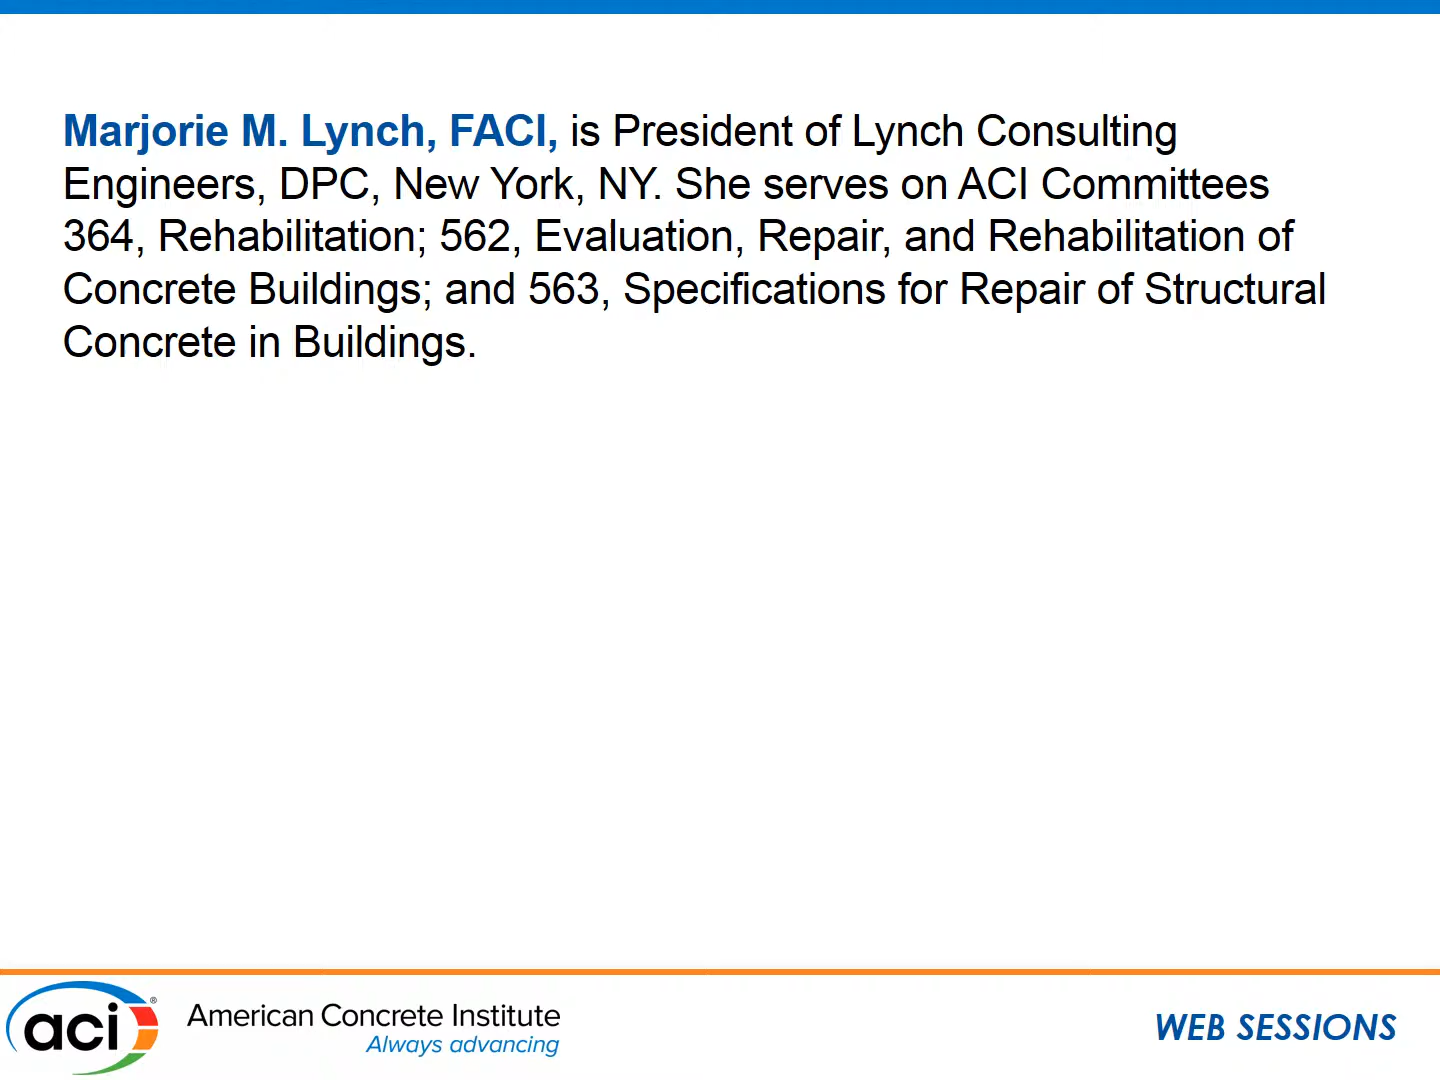 Marjorie M. Lynch, FACI, is President of Lynch Consulting
Engineers, DPC, New York, NY. She serves on ACI Committees
364, Rehabilitation; 562, Evaluation, Repair, and Rehabilitation of
Concrete Buildings; and 563, Specifications for Repair of Structural
Concrete in Buildings.
aci®
American Concrete Institute
Always advancing
WEB SESSIONS